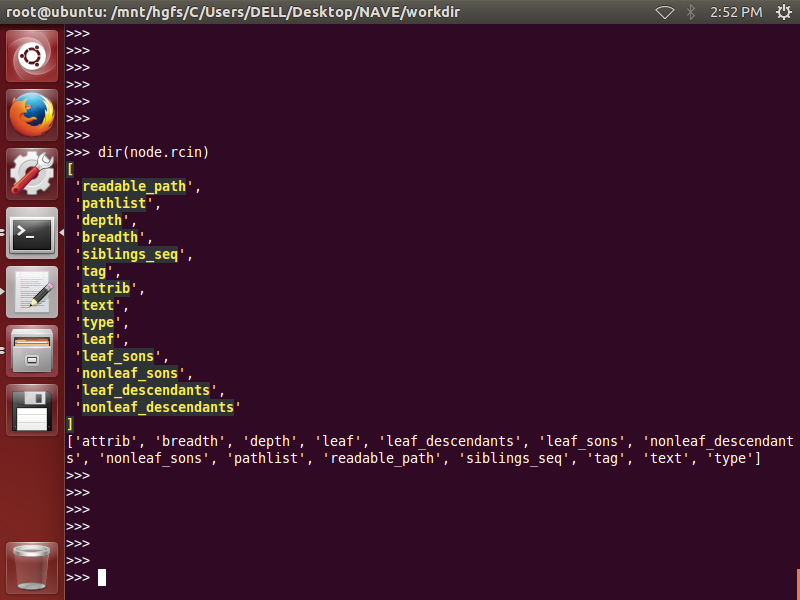 root@ubuntu: /mnt/hgfs/C/Users/DELL/Desktop/NAVE/workdir 2:52 PM
>>>
>>>
>>>
>>>
>>>
>>>
>>>
>>> dir(node.rcin)
[
 'readable_path',
 'pathlist',
 'depth',
 'breadth',
 'siblings_seq',
 'tag',
 'attrib',
 'text',
 'type',
 'leaf',
 'leaf_sons',
 'nonleaf_sons',
 'leaf_descendants',
 'nonleaf_descendants'
]
['attrib', 'breadth', 'depth', 'leaf', 'leaf_descendants', 'leaf_sons', 'nonleaf_descendant
s', 'nonleaf_sons', 'pathlist', 'readable_path', 'siblings_seq', 'tag', 'text', 'type']
>>>
>>>
>>>
>>>
>>>
>>>
>>>